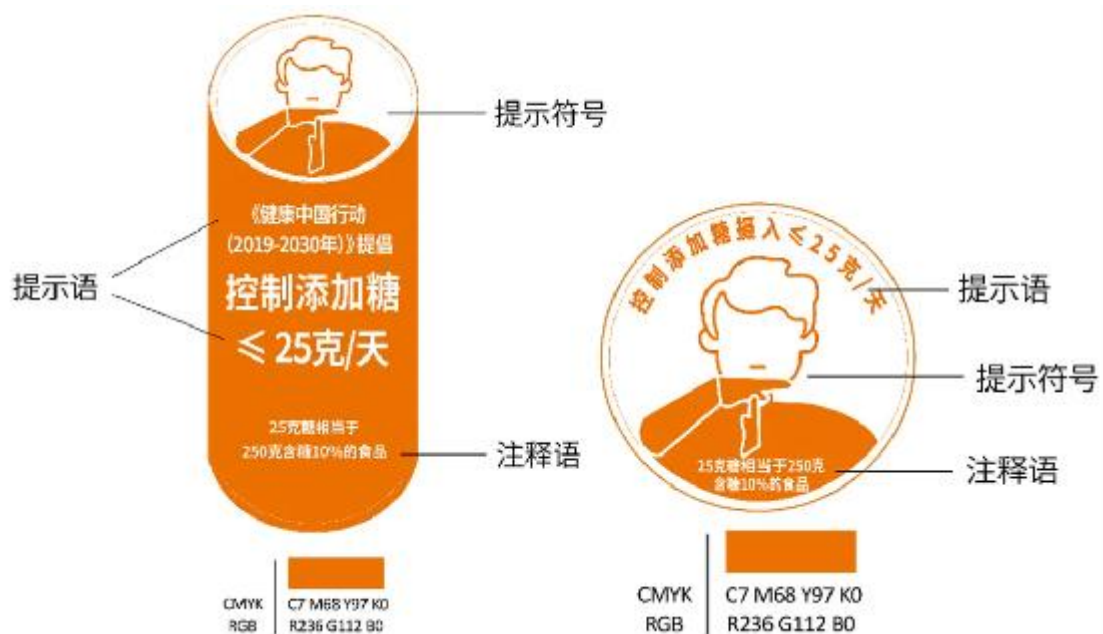 提示符号
《健康中国行动
(2019-2030年)》提倡
提示语
控制添加糖
≤ 25克/天
25克糖相当于
250克含糖10%的食品
注释语
CMYK
C7 M68 Y97 K0
RGB
R236 G112 B0
控制添加糖摄入≤25克/天
提示语
提示符号
25克糖相当于250克
含糖10%的食品
注释语
CMYK
C7 M68 Y97 K0
RGB
R236 G112 B0